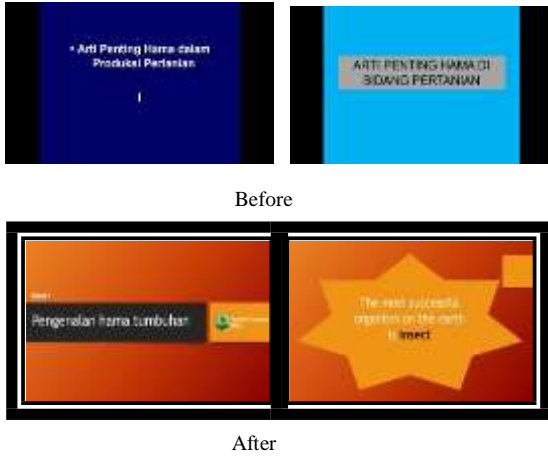 • Arti Penting Hama dalam
Produksi Pertanian
ARTI PENTING HAMA DI
BIDANG PERTANIAN
Before
Pengenalan hama tumbuhan
The most successful
organism on the earth
is insect
After